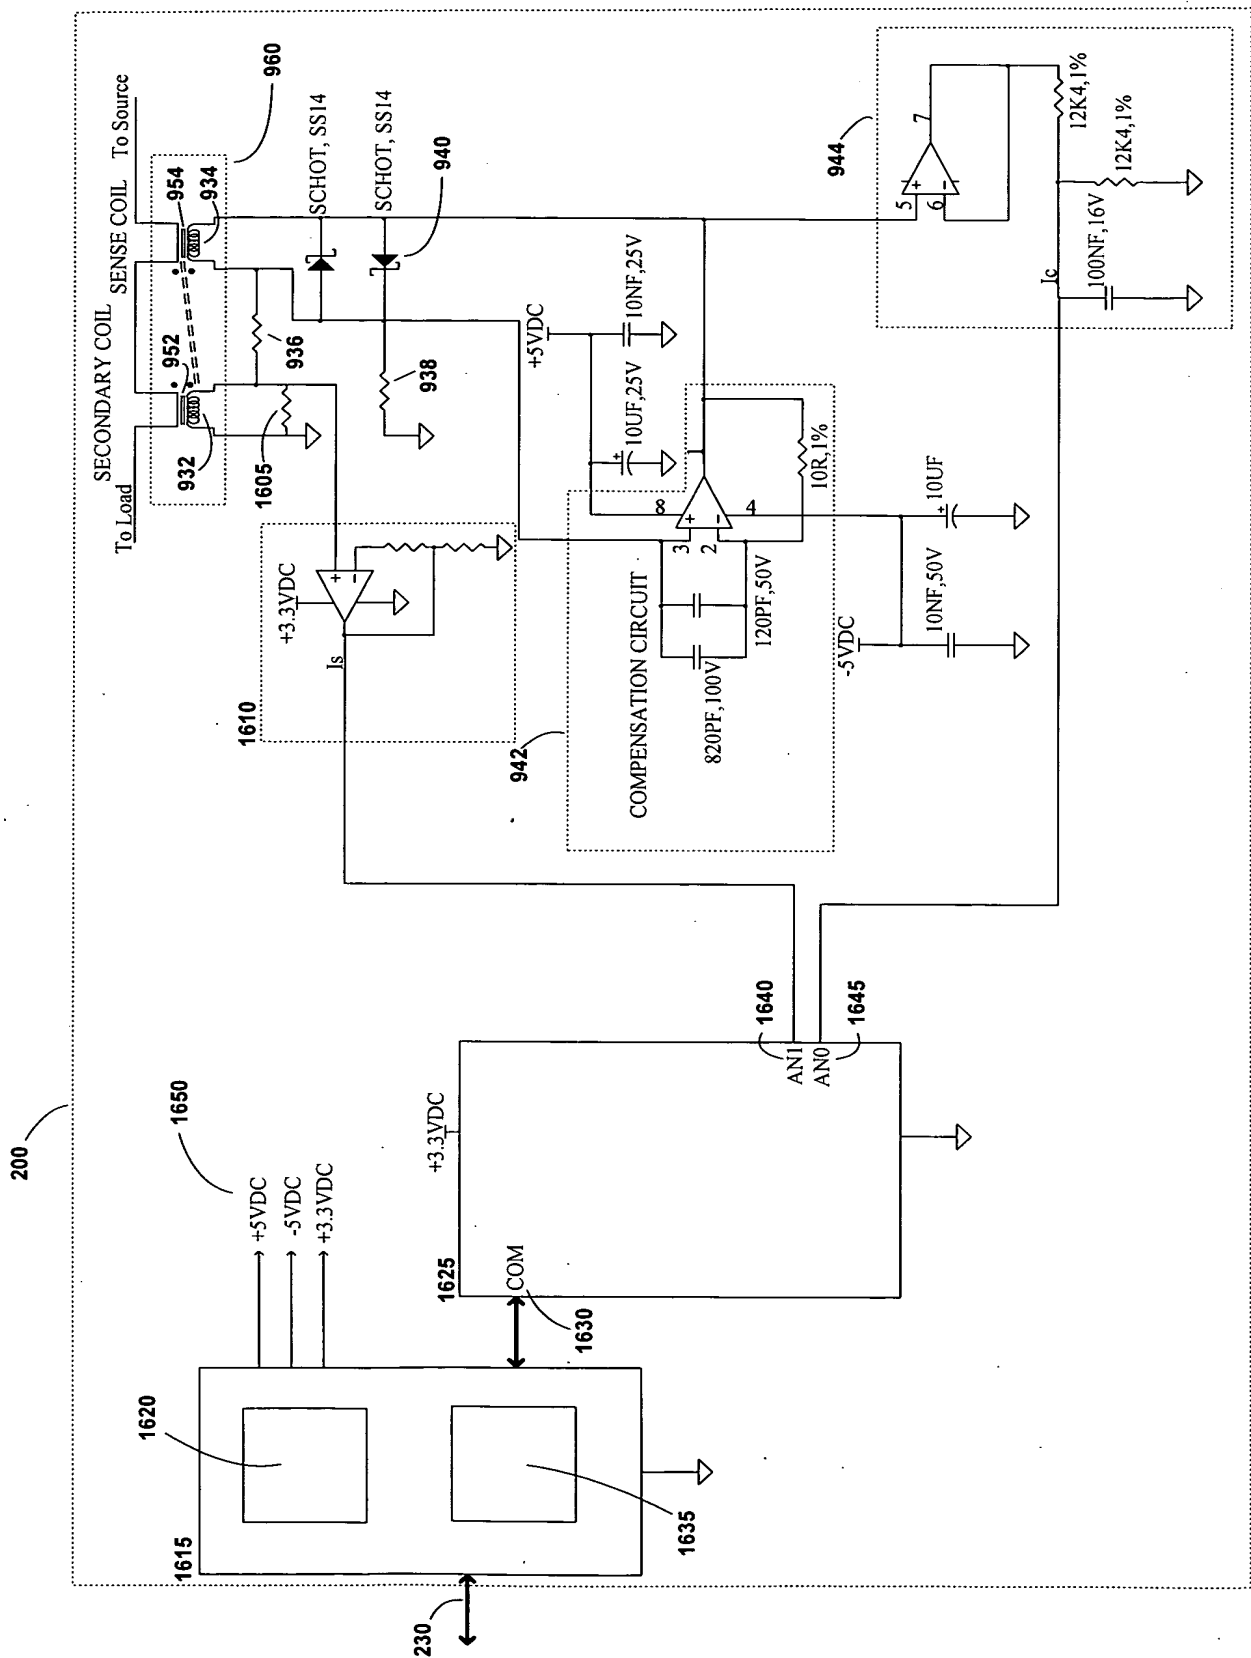 200
To Load
SECONDARY COIL
SENSE COIL
To Source
952
954
934
932
960
1605
936
SCHOT, SS14
SCHOT, SS14
938
940
1610
+3.3VDC
+
-
Is
942
COMPENSATION CIRCUIT
820PF,100V
120PF,50V
3
2
8
4
+
-
10R,1%
+5VDC
+
10UF,25V
10NF,25V
-5VDC
10NF,50V
+
10UF
944
5
6
7
+
-
12K4,1%
12K4,1%
100NF,16V
Ic
1650
+5VDC
-5VDC
+3.3VDC
1615
1620
1635
230
1625
+3.3VDC
COM
1630
1640
AN1
AN0
1645